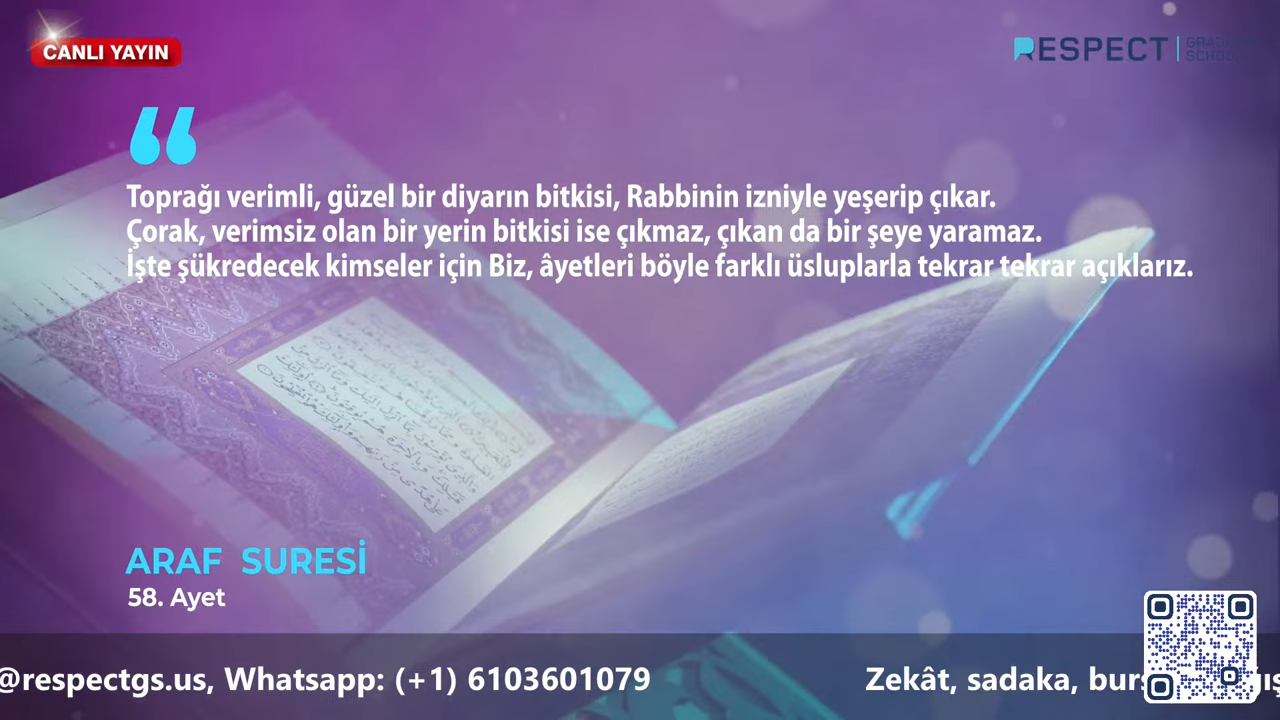 CANLI YAYIN
RESPECT GRADUATE SCHOOL
Toprağı verimli, güzel bir diyarın bitkisi, Rabbinin izniyle yeşerip çıkar.
Çorak, verimsiz olan bir yerin bitkisi ise çıkmaz, çıkan da bir şeye yaramaz.
İşte şükredecek kimseler için Biz, âyetleri böyle farklı üsluplarla tekrar tekrar açıklarız.
ARAF SURESİ
58. Ayet
@respectgs.us, Whatsapp: (+1) 6103601079 Zekât, sadaka,